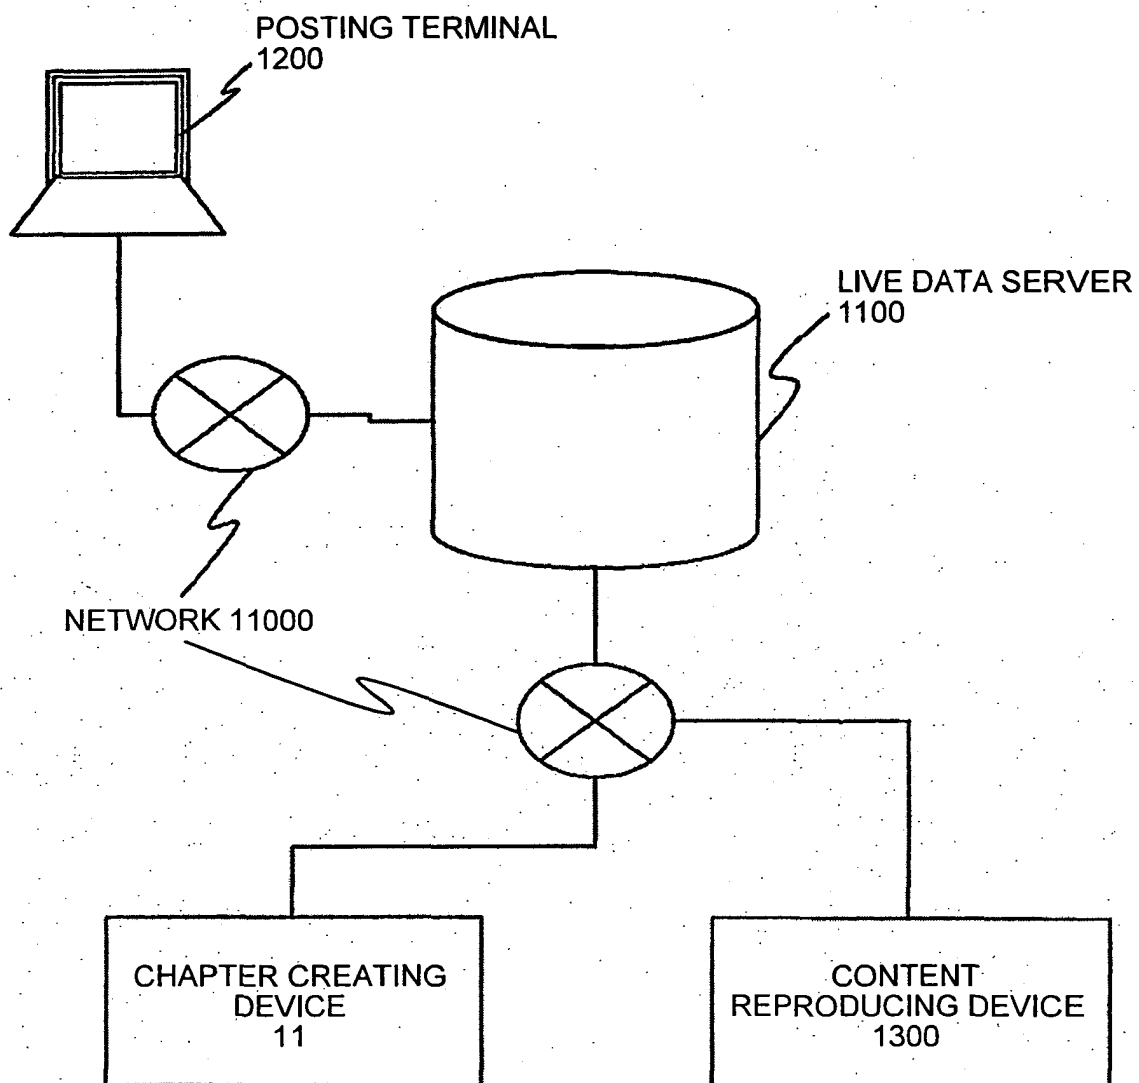 POSTING TERMINAL
1200
LIVE DATA SERVER
1100
NETWORK 11000
CHAPTER CREATING
DEVICE
11
CONTENT
REPRODUCING DEVICE
1300